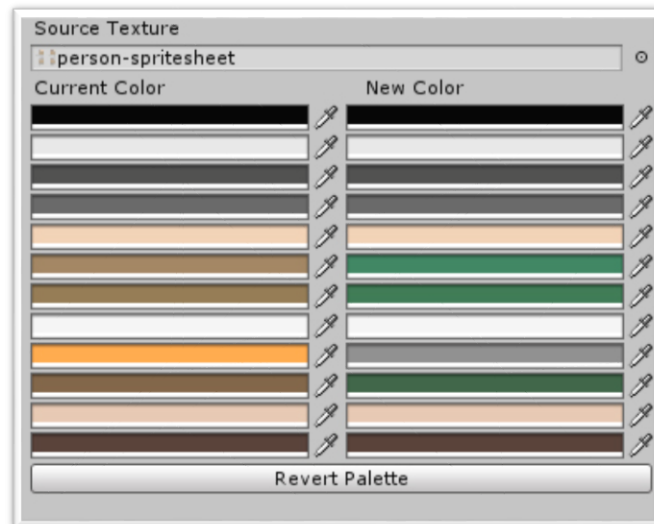 Source Texture
person-spritesheet
Current Color New Color
Revert Palette